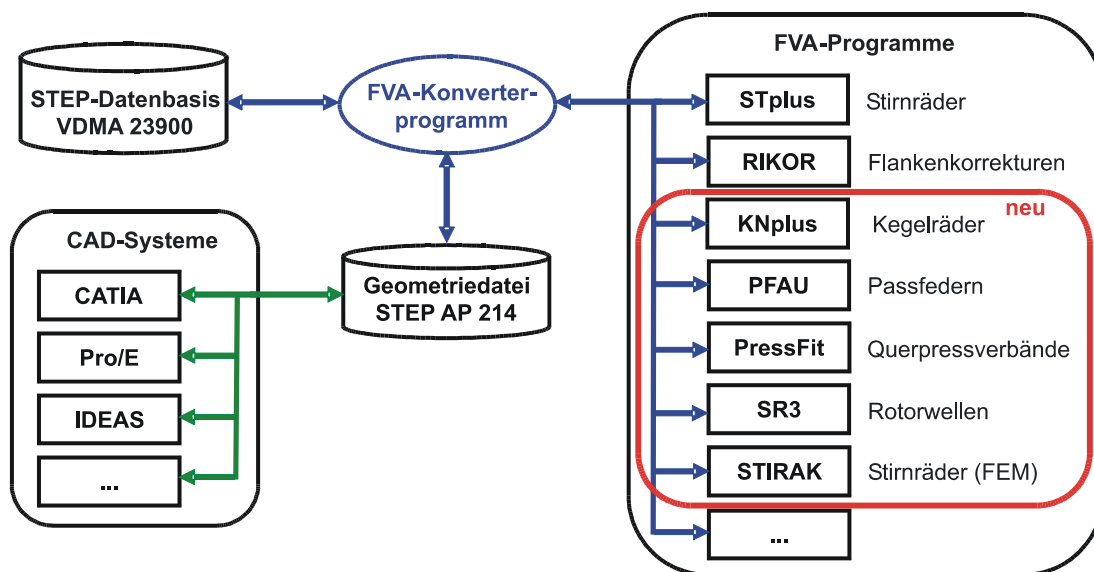 STEP-Datenbasis
VDMA 23900
FVA-Konverter-
programm
CAD-Systeme
CATIA
Pro/E
IDEAS
...
Geometriedatei
STEP AP 214
FVA-Programme
STplus Stirnräder
RIKOR Flankenkorrekturen
neu
KNplus Kegelräder
PFAU Passfedern
PressFit Querpressverbände
SR3 Rotorwellen
STIRAK Stirnräder (FEM)
...